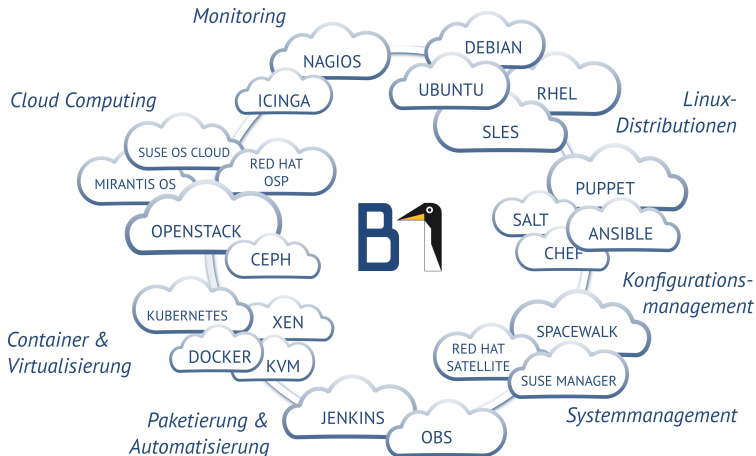 Monitoring
NAGIOS
ICINGA
DEBIAN
UBUNTU
RHEL
SLES
Linux-
Distributionen
Cloud Computing
SUSE OS CLOUD
MIRANTIS OS
RED HAT
OSP
OPENSTACK
CEPH
B1
PUPPET
SALT
ANSIBLE
CHEF
Konfigurations-
management
KUBERNETES
XEN
DOCKER
KVM
Container &
Virtualisierung
SPACEWALK
RED HAT
SATELLITE
SUSE MANAGER
Systemmanagement
JENKINS
OBS
Paketierung &
Automatisierung